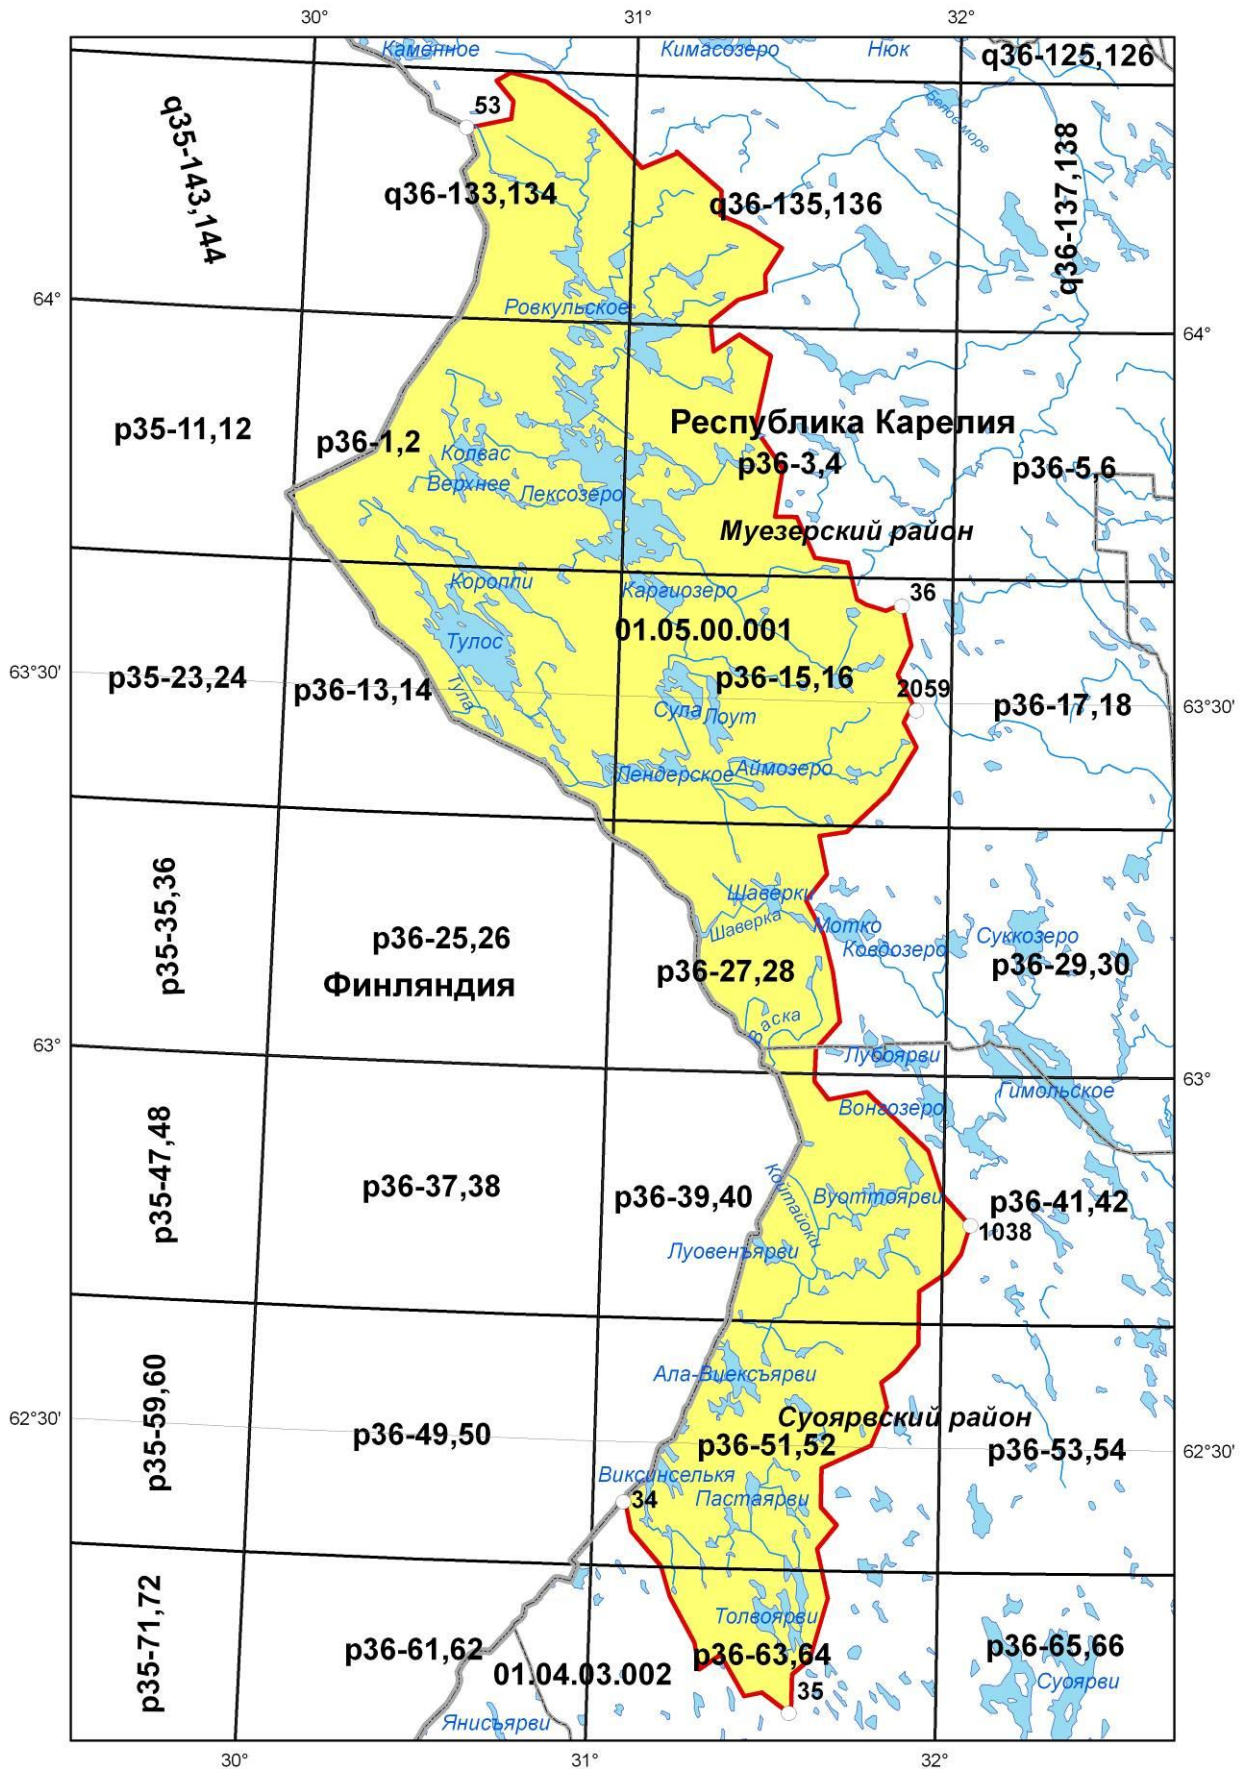 30°
31°
32°
Каменное
Кимасозеро
Нюк
q36-125,126
53
Белое море
q35-143,144
q36-133,134
q36-135,136
q36-137,138
64°
Ровкульское
64°
Республика Карелия
p35-11,12
p36-1,2
Колвас
Верхнее
Лексозеро
p36-3,4
p36-5,6
Муезерский район
Короппи
Каргиозеро
36
Тулос
01.05.00.001
63°30'
p35-23,24
p36-13,14
Тула
p36-15,16
2059
Сула
Лоут
p36-17,18
63°30'
Лендерское
Аймозеро
p35-35,36
p36-25,26
Финляндия
Шаверки
Шаверка
Мотко
Ковдозеро
Суккозеро
p36-27,28
p36-29,30
Васка
63°
Лубоярви
63°
Гимольское
Вонгозеро
p35-47,48
p36-37,38
p36-39,40
Койтайоки
Вуоттоярви
p36-41,42
1038
Луовенъярви
Ала-Виексъярви
p35-59,60
62°30'
p36-49,50
Суоярвский район
p36-51,52
p36-53,54
62°30'
Виксинселькя
34
Пастаярви
p35-71,72
Толвоярви
p36-61,62
01.04.03.002
p36-63,64
35
p36-65,66
Суоярви
Янисъярви
30°
31°
32°